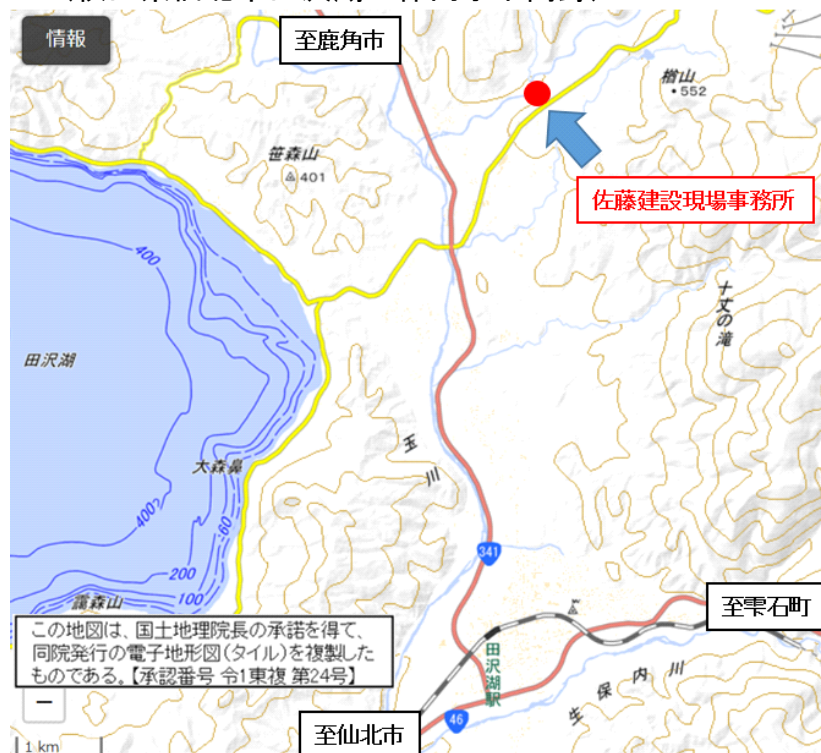 情報
至鹿角市
楢山
・552
笹森山
401
佐藤建設現場事務所
400
十丈の滝
田沢湖
玉川
大森鼻
400
60
341
200
100
靄森山
至雫石町
この地図は、国土地理院長の承諾を得て、
同院発行の電子地形図(タイル)を複製した
ものである。【承認番号 令1東複 第24号】
田沢湖駅
生保内川
−
46
至仙北市
1 km